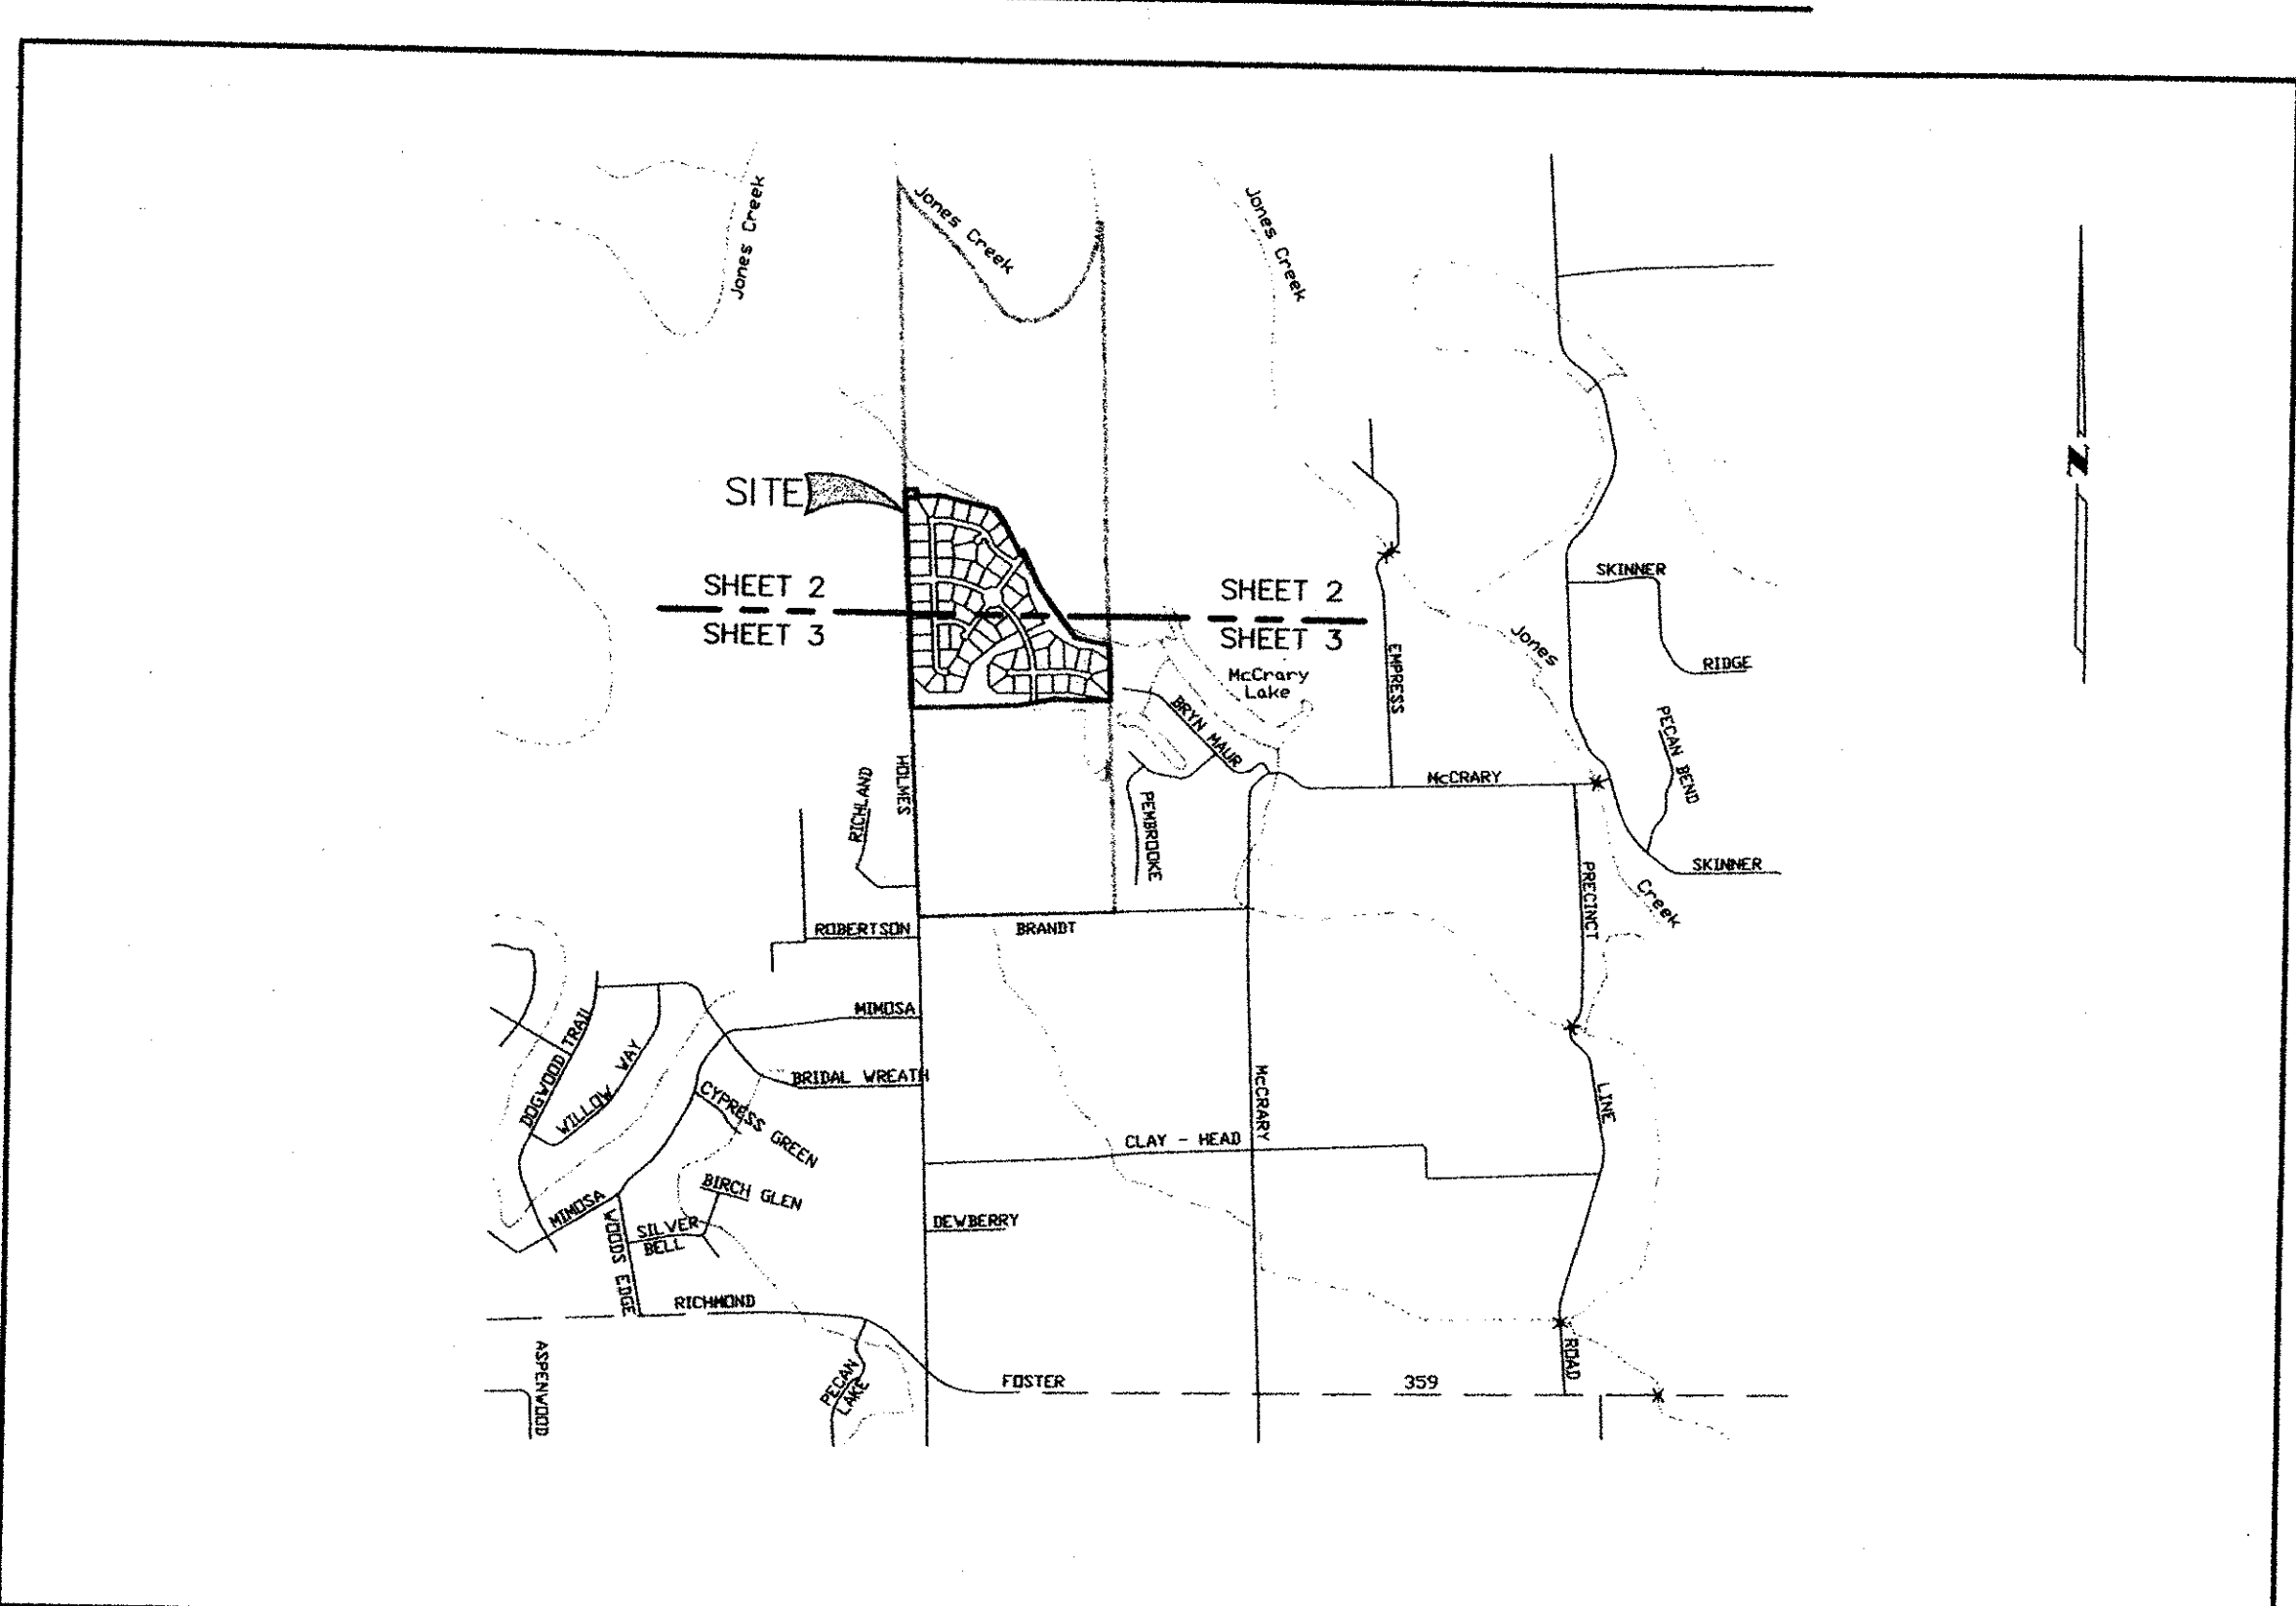 Jones Creek
Jones Creek
Jones Creek
N
SITE
SHEET 2
SHEET 3
SHEET 2
SHEET 3
McCrary
Lake
EMPRESS
Jones
SKINNER
RIDGE
BRYN MAUR
PECAN BEND
HOLMES
RICHLAND
McCRARY
PEMBROOKE
SKINNER
PRECINCT
Creek
ROBERTSON
BRANDT
MIMOSA
DOGWOOD TRAIL
WILLOW WAY
BRIDAL WREATH
CYPRESS GREEN
McCRARY
LINE
CLAY - HEAD
BIRCH GLEN
MIMOSA
WOODS EDGE
SILVER
BELL
DEWBERRY
RICHMOND
ASPENWOOD
PECAN
LAKE
FOSTER
359
ROAD